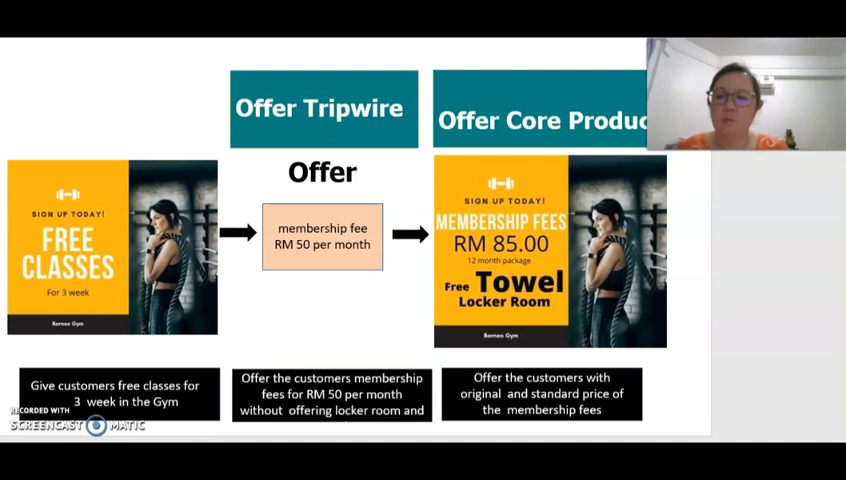 Offer Tripwire
Offer Core Produc
SIGN UP TODAY!
FREE
CLASSES
For 3 week
Borneo Gym
Offer
membership fee
RM 50 per month
SIGN UP TODAY!
MEMBERSHIP FEES
RM 85.00
12 month package
Free Towel
Locker Room
Borneo Gym
Give customers free classes for
3 week in the Gym
Offer the customers membership
fees for RM 50 per month
without offering locker room and
Offer the customers with
original and standard price of
the membership fees
RECORDED WITH
SCREENCAST MATIC